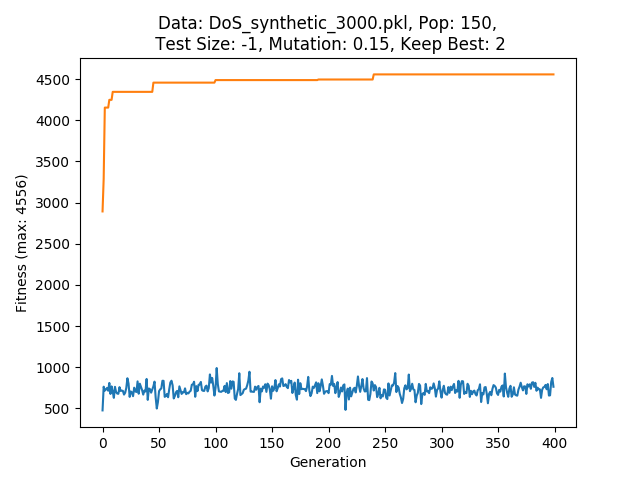 Data: DoS_synthetic_3000.pkl, Pop: 150,
Test Size: -1, Mutation: 0.15, Keep Best: 2
4500
4000
3500
3000
2500
2000
1500
1000
500
Fitness (max: 4556)
0 50 100 150 200 250 300 350 400
Generation